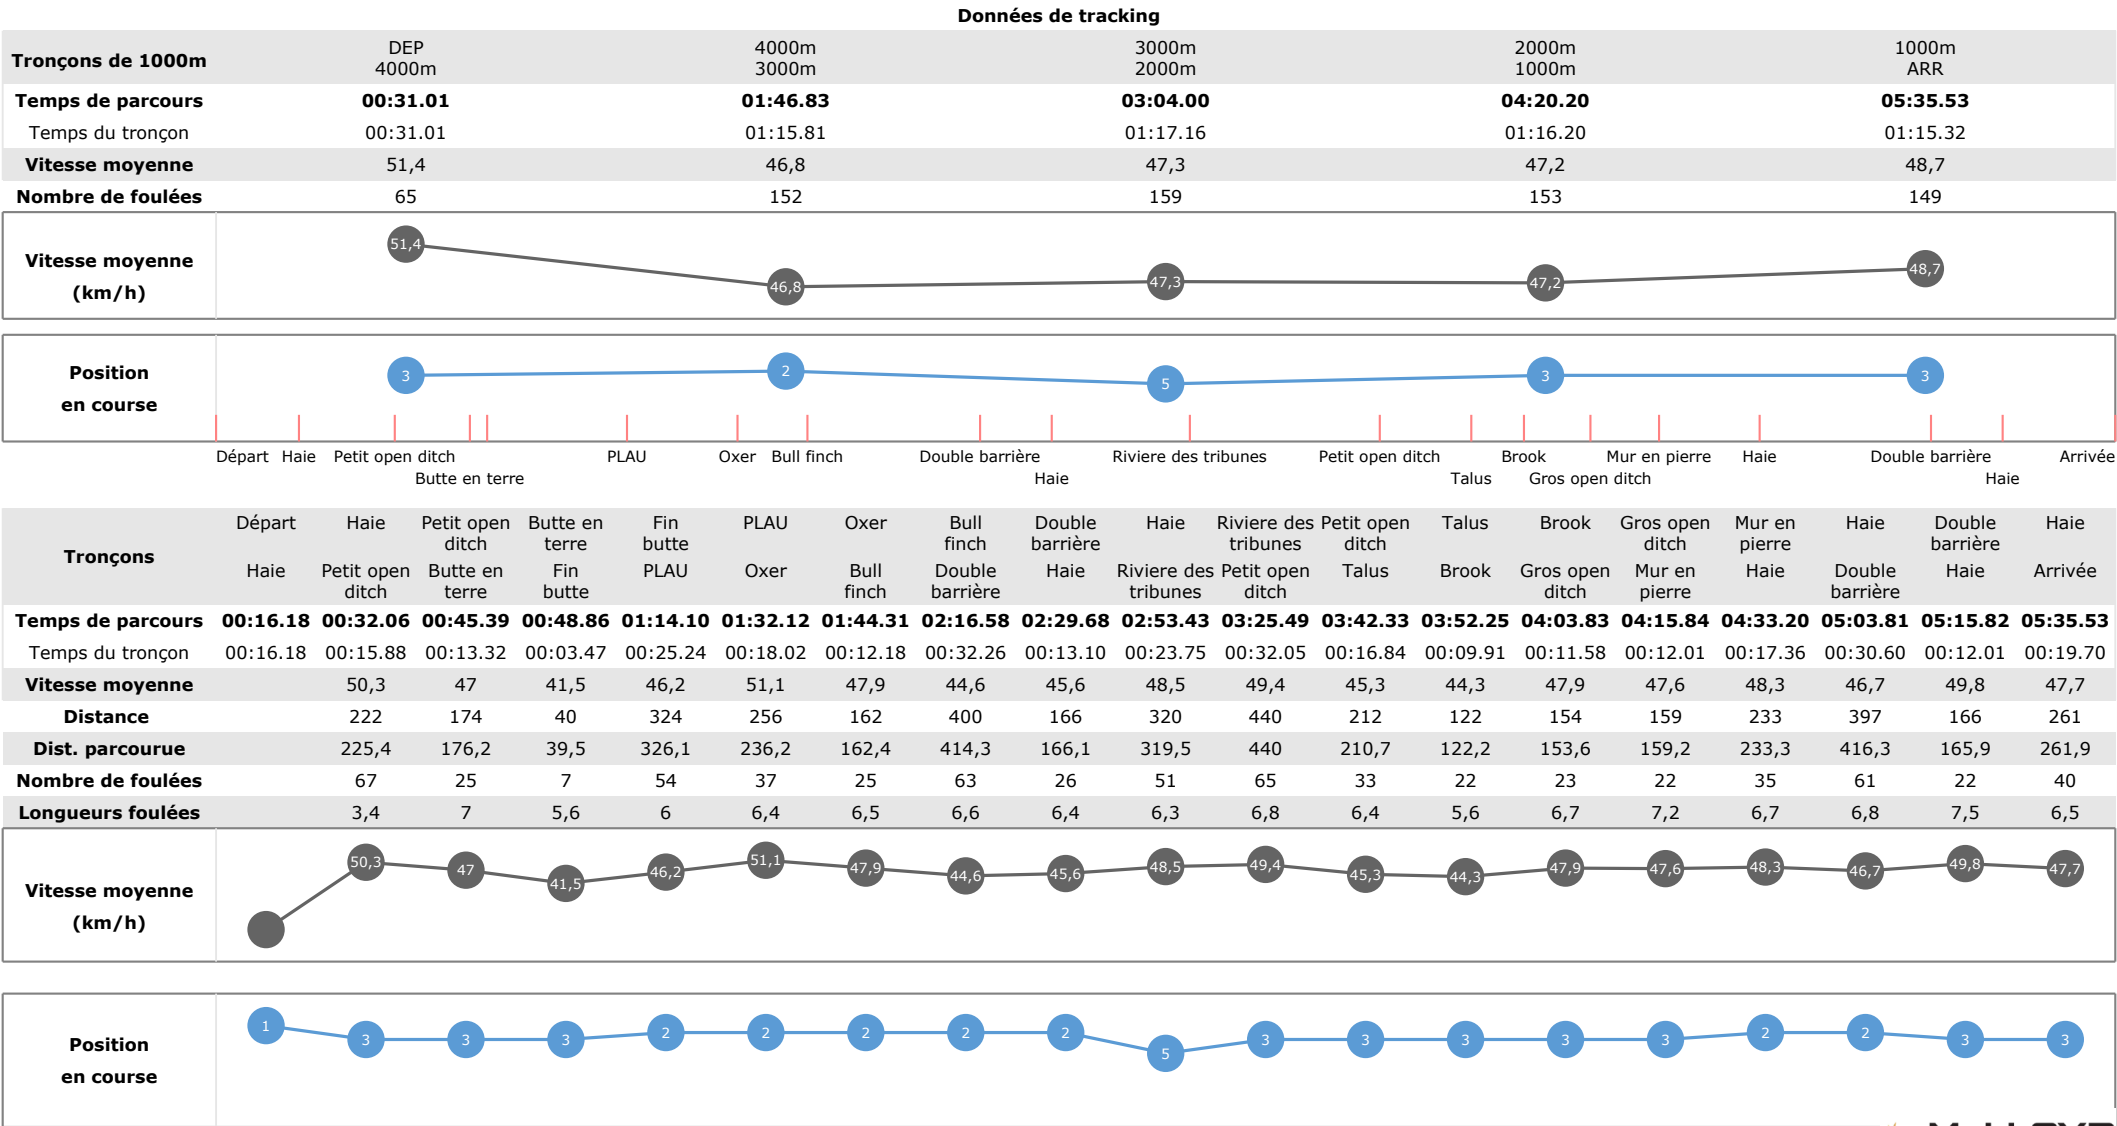 Données de tracking
Tronçons de 1000m DEP 4000m 3000m 2000m 1000m
4000m 3000m 2000m 1000m ARR
Temps de parcours 00:31.01 01:46.83 03:04.00 04:20.20 05:35.53
Temps du tronçon 00:31.01 01:15.81 01:17.16 01:16.20 01:15.32
Vitesse moyenne 51,4 46,8 47,3 47,2 48,7
Nombre de foulées 65 152 159 153 149
Vitesse moyenne
(km/h)
51,4 46,8 47,3 47,2 48,7
Position
en course
3 2 5 3 3
Départ Haie Petit open ditch PLAU Oxer Bull finch Double barrière Riviere des tribunes Petit open ditch Brook Mur en pierre Haie Double barrière Arrivée
Butte en terre Haie Talus Gros open ditch Haie
Tronçons
Départ Haie Petit open Butte en Fin PLAU Oxer Bull Double Haie Riviere des Petit open Talus Brook Gros open Mur en Haie Double Haie
ditch terre butte finch barrière tribunes ditch ditch pierre barrière
Haie Petit open Butte en Fin PLAU Oxer Bull Double Haie Riviere des Petit open Talus Brook Gros open Mur en Haie Double Haie Arrivée
ditch terre butte finch barrière tribunes ditch ditch pierre barrière
Temps de parcours 00:16.18 00:32.06 00:45.39 00:48.86 01:14.10 01:32.12 01:44.31 02:16.58 02:29.68 02:53.43 03:25.49 03:42.33 03:52.25 04:03.83 04:15.84 04:33.20 05:03.81 05:15.82 05:35.53
Temps du tronçon 00:16.18 00:15.88 00:13.32 00:03.47 00:25.24 00:18.02 00:12.18 00:32.26 00:13.10 00:23.75 00:32.05 00:16.84 00:09.91 00:11.58 00:12.01 00:17.36 00:30.60 00:12.01 00:19.70
Vitesse moyenne 50,3 47 41,5 46,2 51,1 47,9 44,6 45,6 48,5 49,4 45,3 44,3 47,9 47,6 48,3 46,7 49,8 47,7
Distance 222 174 40 324 256 162 400 166 320 440 212 122 154 159 233 397 166 261
Dist. parcourue 225,4 176,2 39,5 326,1 236,2 162,4 414,3 166,1 319,5 440 210,7 122,2 153,6 159,2 233,3 416,3 165,9 261,9
Nombre de foulées 67 25 7 54 37 25 63 26 51 65 33 22 23 22 35 61 22 40
Longueurs foulées 3,4 7 5,6 6 6,4 6,5 6,6 6,4 6,3 6,8 6,4 5,6 6,7 7,2 6,7 6,8 7,5 6,5
Vitesse moyenne
(km/h)
50,3 47 41,5 46,2 51,1 47,9 44,6 45,6 48,5 49,4 45,3 44,3 47,9 47,6 48,3 46,7 49,8 47,7
Position
en course
1 3 3 3 2 2 2 2 2 5 3 3 3 3 3 2 2 3 3